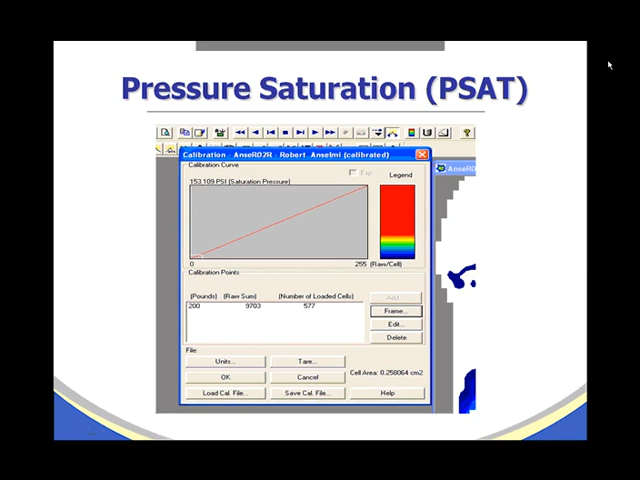 Pressure Saturation (PSAT)
Calibration - AnseR02R - Robert Anselmi (calibrated)
AnseR0
Calibration Curve
Exp
Legend
153.109 PSI (Saturation Pressure)
0
255 (Raw/Cell)
Calibration Points
(Pounds) (Raw Sum) (Number of Loaded Cells)
200 9703 577
Add...
Frame...
Edit...
Delete
File:
Units... Tare...
Cell Area: 0.258064 cm2
OK Cancel
Load Cal. File... Save Cal. File... Help